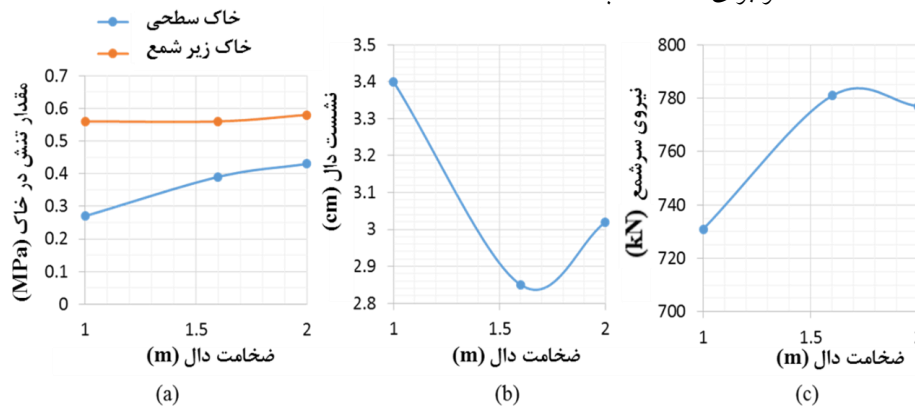 خاک سطحی
خاک زیر شمع
مقدار تنش در خاک (MPa)
0.7
0.6
0.5
0.4
0.3
0.2
0.1
0
1
1.5
2
ضخامت دال (m)
(a)
نشست دال (cm)
3.5
3.4
3.3
3.2
3.1
3
2.9
2.8
1
1.5
2
ضخامت دال (m)
(b)
نیروی سرشمع (kN)
800
780
760
740
720
700
1
1.5
ضخامت دال (m)
(c)